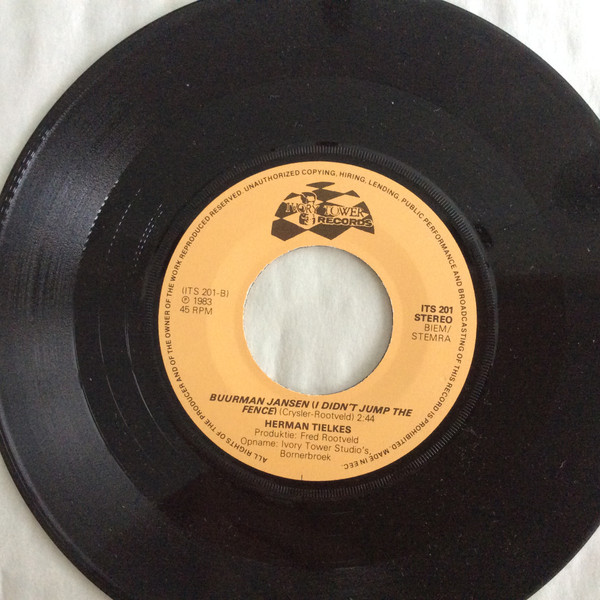 ALL RIGHTS OF THE PRODUCER AND OF THE OWNER OF THE WORK REPRODUCED RESERVED. UNAUTHORIZED COPYING, HIRING, LENDING, PUBLIC PERFORMANCE AND BROADCASTING OF THIS RECORD IS PROHIBITED. MADE IN EEC.
IVORY TOWER
RECORDS
(ITS 201-B)
℗ 1983
45 RPM
ITS 201
STEREO
BIEM/
STEMRA
BUURMAN JANSEN (I DIDN'T JUMP THE
FENCE) (Crysler-Rootveld) 2:44
HERMAN TIELKES
Produktie: Fred Rootveld
Opname: Ivory Tower Studio's
Bornerbroek